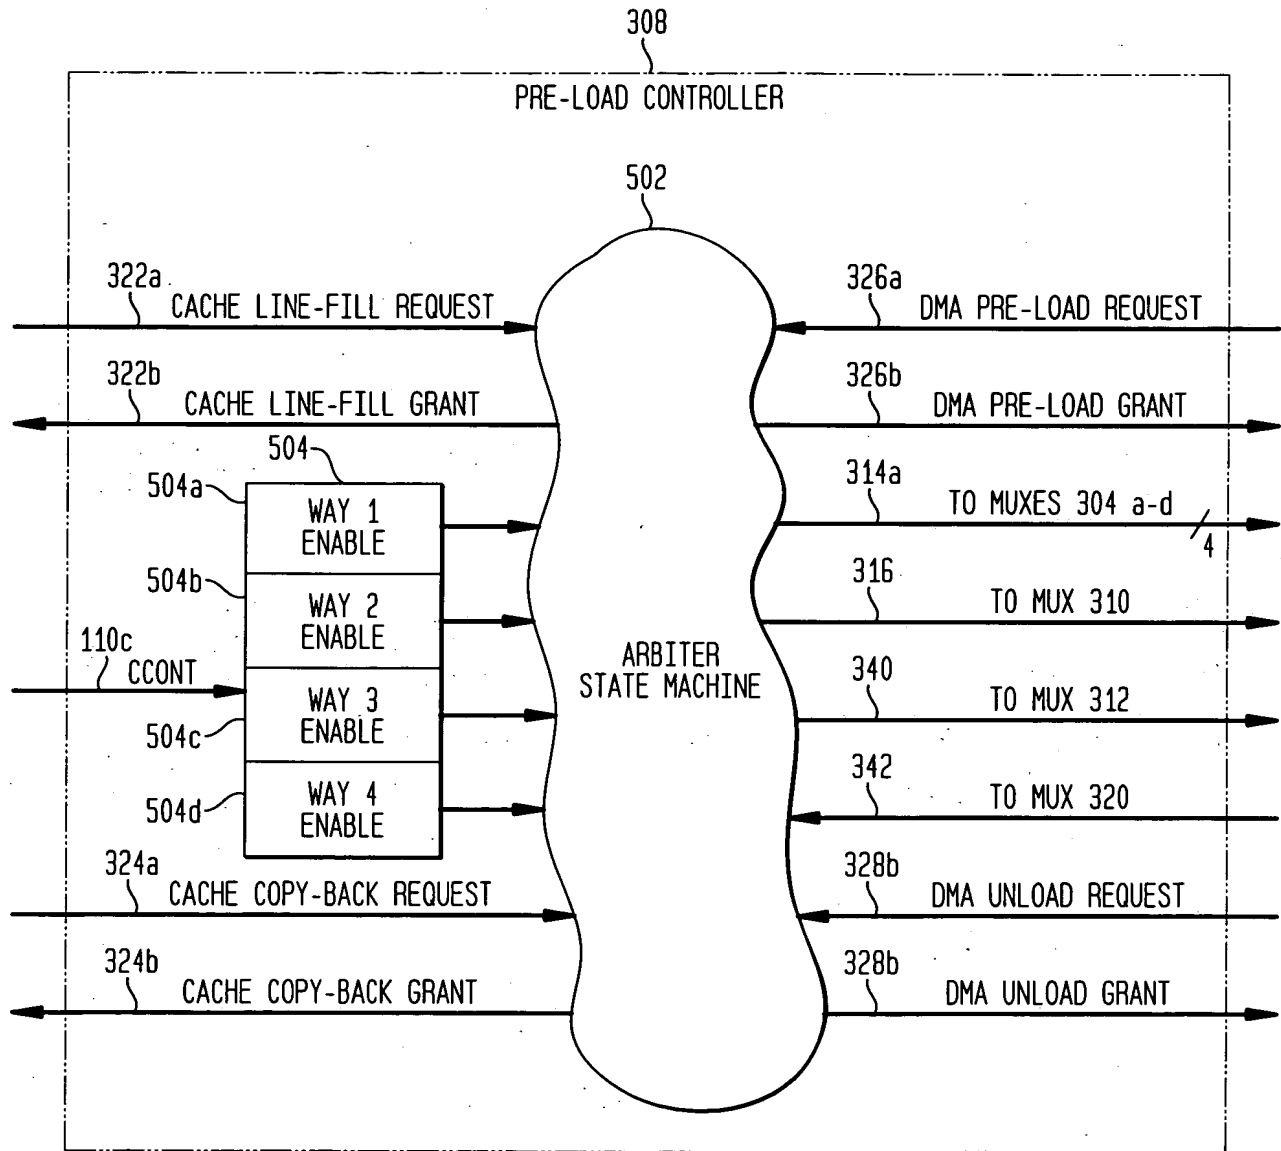 308
PRE-LOAD CONTROLLER
502
322a
CACHE LINE-FILL REQUEST
326a
DMA PRE-LOAD REQUEST
322b
CACHE LINE-FILL GRANT
326b
DMA PRE-LOAD GRANT
504
504a
WAY 1
ENABLE
314a
TO MUXES 304 a-d
4
504b
WAY 2
ENABLE
316
TO MUX 310
110c
CCONT
ARBITER
STATE MACHINE
504c
WAY 3
ENABLE
340
TO MUX 312
504d
WAY 4
ENABLE
342
TO MUX 320
324a
CACHE COPY-BACK REQUEST
328b
DMA UNLOAD REQUEST
324b
CACHE COPY-BACK GRANT
328b
DMA UNLOAD GRANT